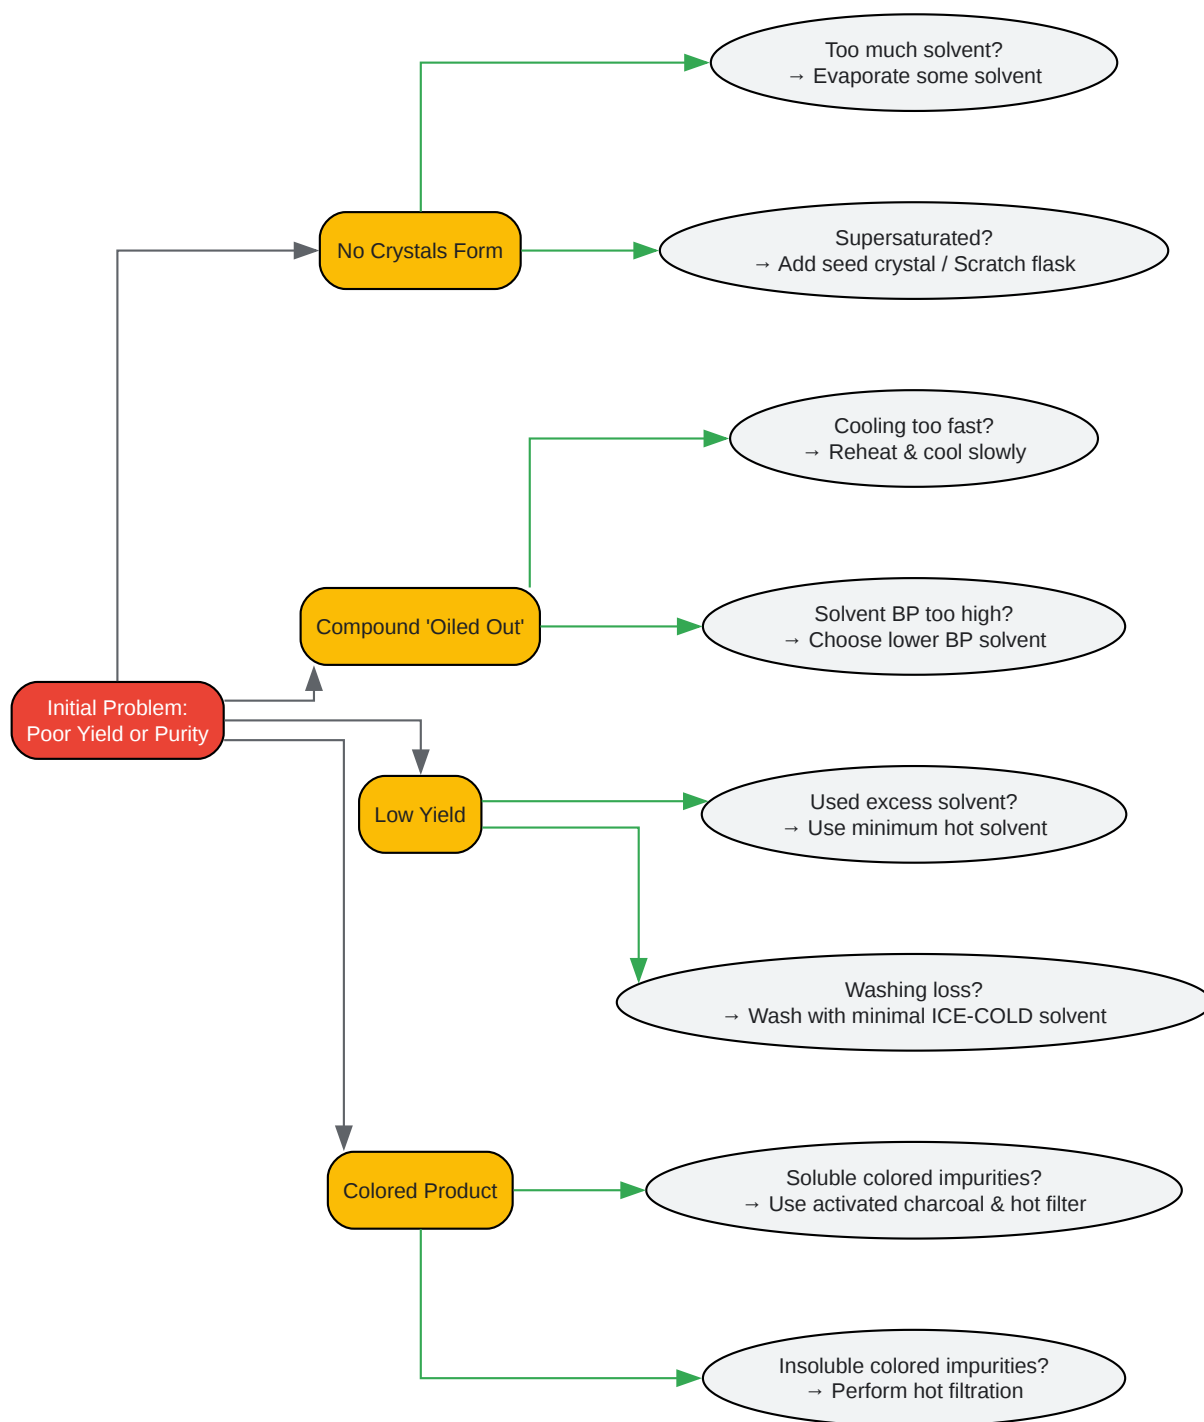 Too much solvent?
→ Evaporate some solvent
No Crystals Form
Supersaturated?
→ Add seed crystal / Scratch flask
Cooling too fast?
→ Reheat & cool slowly
Compound 'Oiled Out'
Solvent BP too high?
→ Choose lower BP solvent
Initial Problem:
Poor Yield or Purity
Low Yield
Used excess solvent?
→ Use minimum hot solvent
Washing loss?
→ Wash with minimal ICE-COLD solvent
Colored Product
Soluble colored impurities?
→ Use activated charcoal & hot filter
Insoluble colored impurities?
→ Perform hot filtration